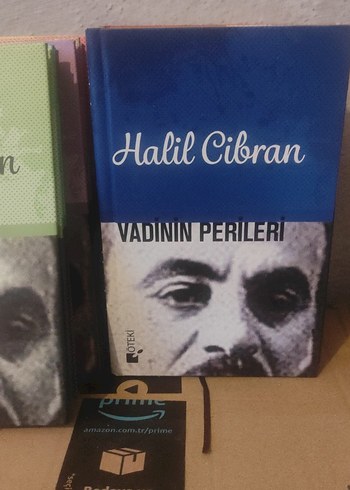 n
Halil Cibran
VADİNİN PERİLERİ
ÖTEKİ
prime
amazon.com.tr/prime